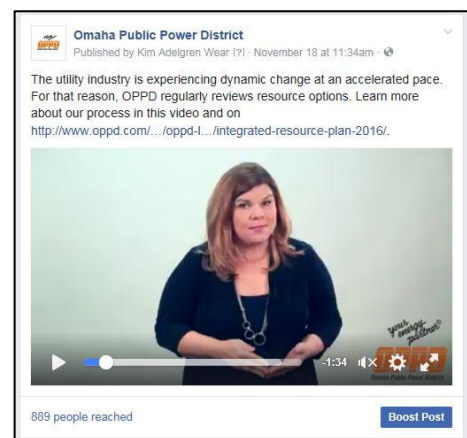 OPPD
Omaha Public Power District
Published by Kim Adelgren Wear [?] · November 18 at 11:34am ·
The utility industry is experiencing dynamic change at an accelerated pace.
For that reason, OPPD regularly reviews resource options. Learn more
about our process in this video and on
http://www.oppd.com/…/oppd-l…/integrated-resource-plan-2016/.
your
energy
partner®
OPPD
Omaha Public Power District
-1:34
889 people reached
Boost Post